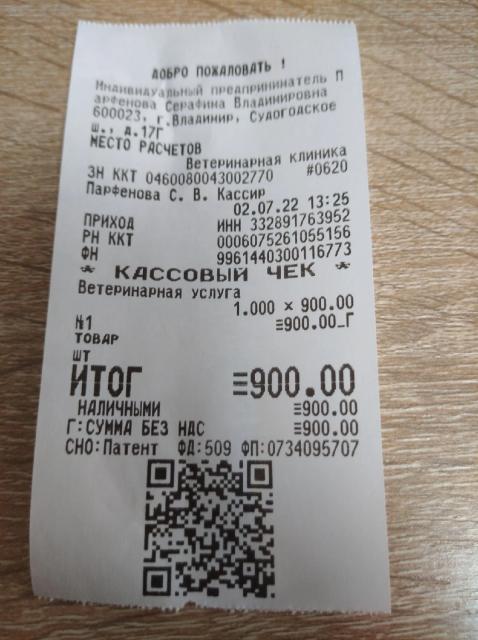 ДОБРО ПОЖАЛОВАТЬ !
Индивидуальный предприниматель П
арфенова Серафина Владимировна
600023, г.Владимир, Судогодское
ш., д.17Г
МЕСТО РАСЧЕТОВ
Ветеринарная клиника
ЗН ККТ 0460080043002770 #0620
Парфенова С. В. Кассир
02.07.22 13:25
ПРИХОД ИНН 332891763952
РН ККТ 0006075261055156
ФН 9961440300116773
* КАССОВЫЙ ЧЕК *
Ветеринарная услуга
1.000 × 900.00
№1 ≡900.00_Г
ТОВАР
ШТ
ИТОГ ≡900.00
НАЛИЧНЫМИ ≡900.00
Г:СУММА БЕЗ НДС ≡900.00
СНО:Патент ФД:509 ФП:0734095707